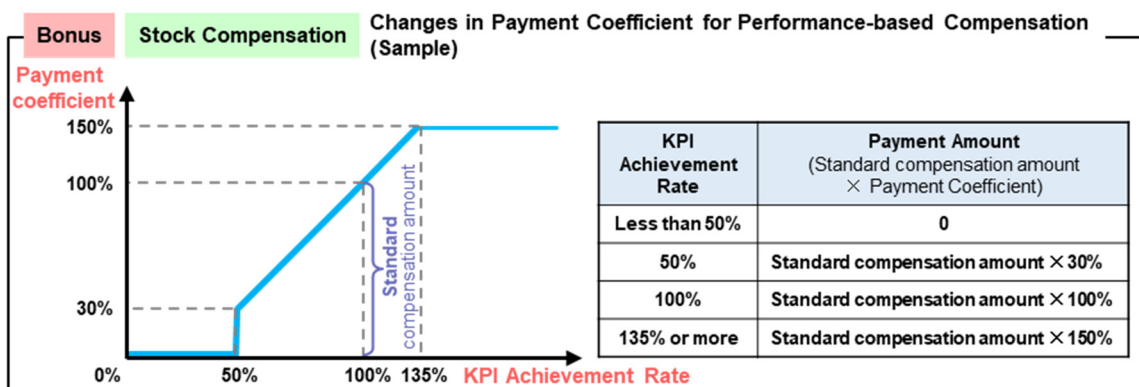 Bonus
Stock Compensation
Changes in Payment Coefficient for Performance-based Compensation
(Sample)
Payment
coefficient
150%
100%
30%
0%
50%
100%
135%
KPI Achievement Rate
Standard
compensation amount
KPI
Achievement
Rate
Payment Amount
(Standard compensation amount
× Payment Coefficient)
Less than 50%
0
50%
Standard compensation amount × 30%
100%
Standard compensation amount × 100%
135% or more
Standard compensation amount × 150%